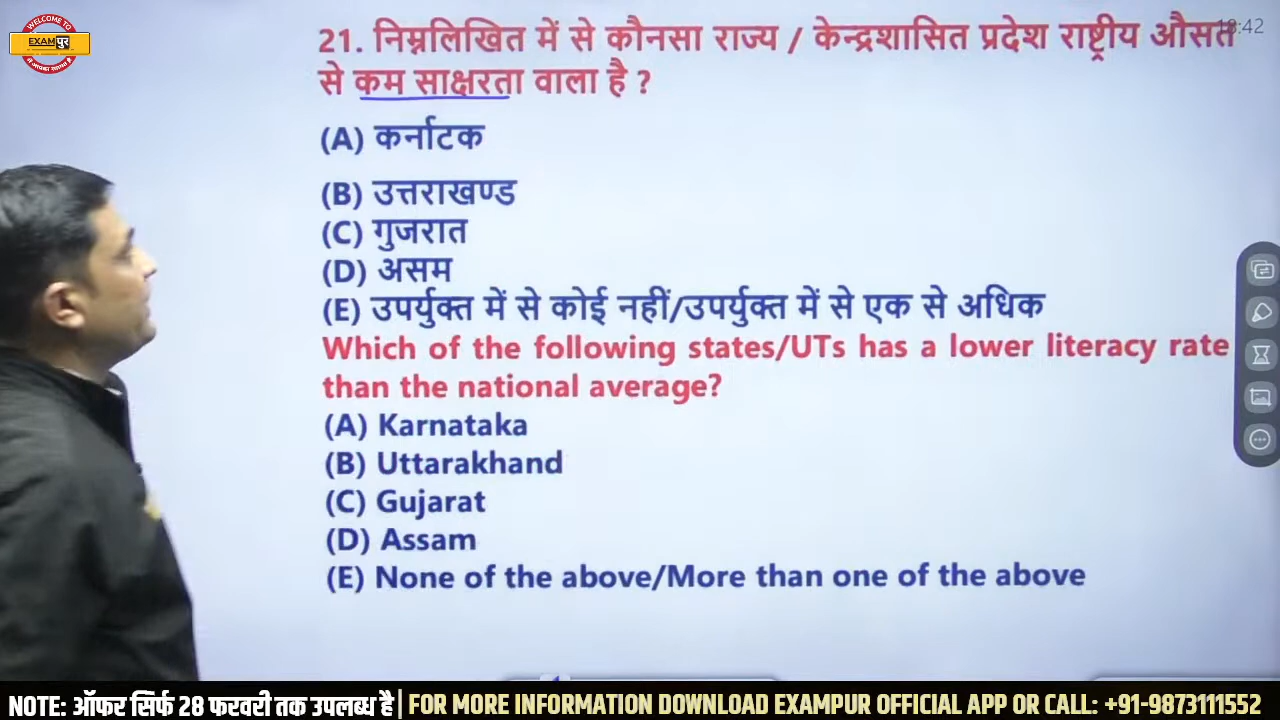 WELCOME TO
EXAMपुर
21. निम्नलिखित में से कौनसा राज्य / केन्द्रशासित प्रदेश राष्ट्रीय औसत
से कम साक्षरता वाला है ?
(A) कर्नाटक
(B) उत्तराखण्ड
(C) गुजरात
(D) असम
(E) उपर्युक्त में से कोई नहीं/उपर्युक्त में से एक से अधिक
Which of the following states/UTs has a lower literacy rate
than the national average?
(A) Karnataka
(B) Uttarakhand
(C) Gujarat
(D) Assam
(E) None of the above/More than one of the above
NOTE: ऑफर सिर्फ 28 फरवरी तक उपलब्ध है | FOR MORE INFORMATION DOWNLOAD EXAMPUR OFFICIAL APP OR CALL: +91-9873111552